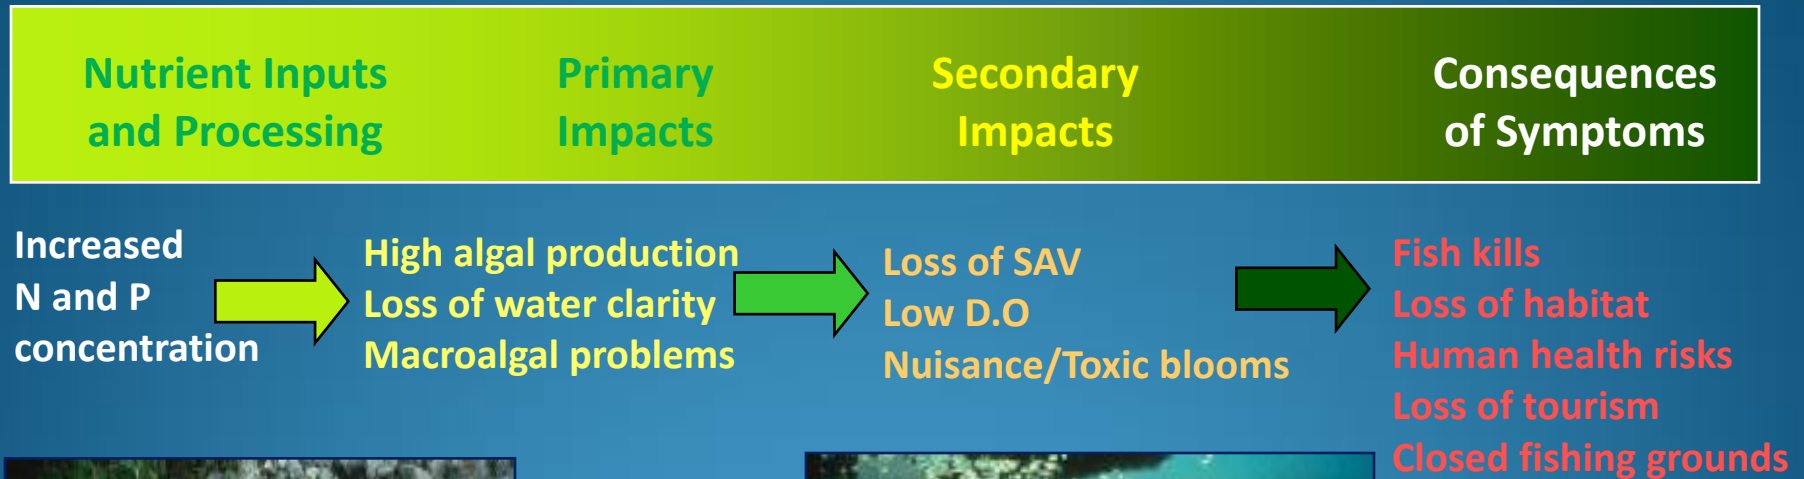 Nutrient Inputs
and Processing
Primary
Impacts
Secondary
Impacts
Consequences
of Symptoms
Increased
N and P
concentration
High algal production
Loss of water clarity
Macroalgal problems
Loss of SAV
Low D.O
Nuisance/Toxic blooms
Fish kills
Loss of habitat
Human health risks
Loss of tourism
Closed fishing grounds